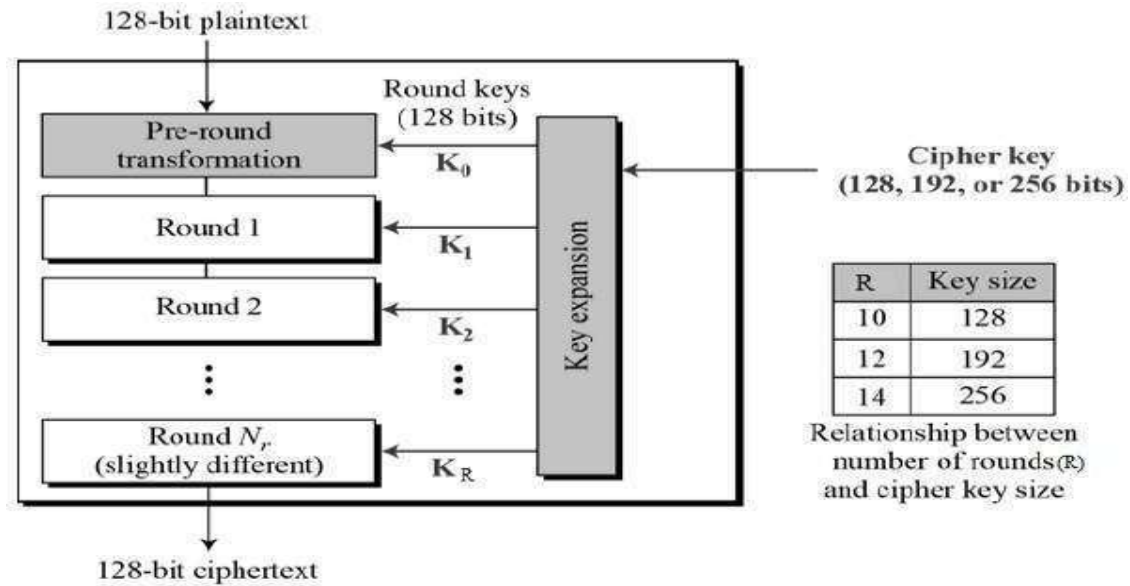 128-bit plaintext
Round keys
(128 bits)
Pre-round
transformation
K₀
Cipher key
(128, 192, or 256 bits)
Round 1
K₁
Key expansion
Round 2
K₂
R Key size
10 128
12 192
14 256
Round Nᵣ
(slightly different)
K R
Relationship between
number of rounds(R)
and cipher key size
128-bit ciphertext